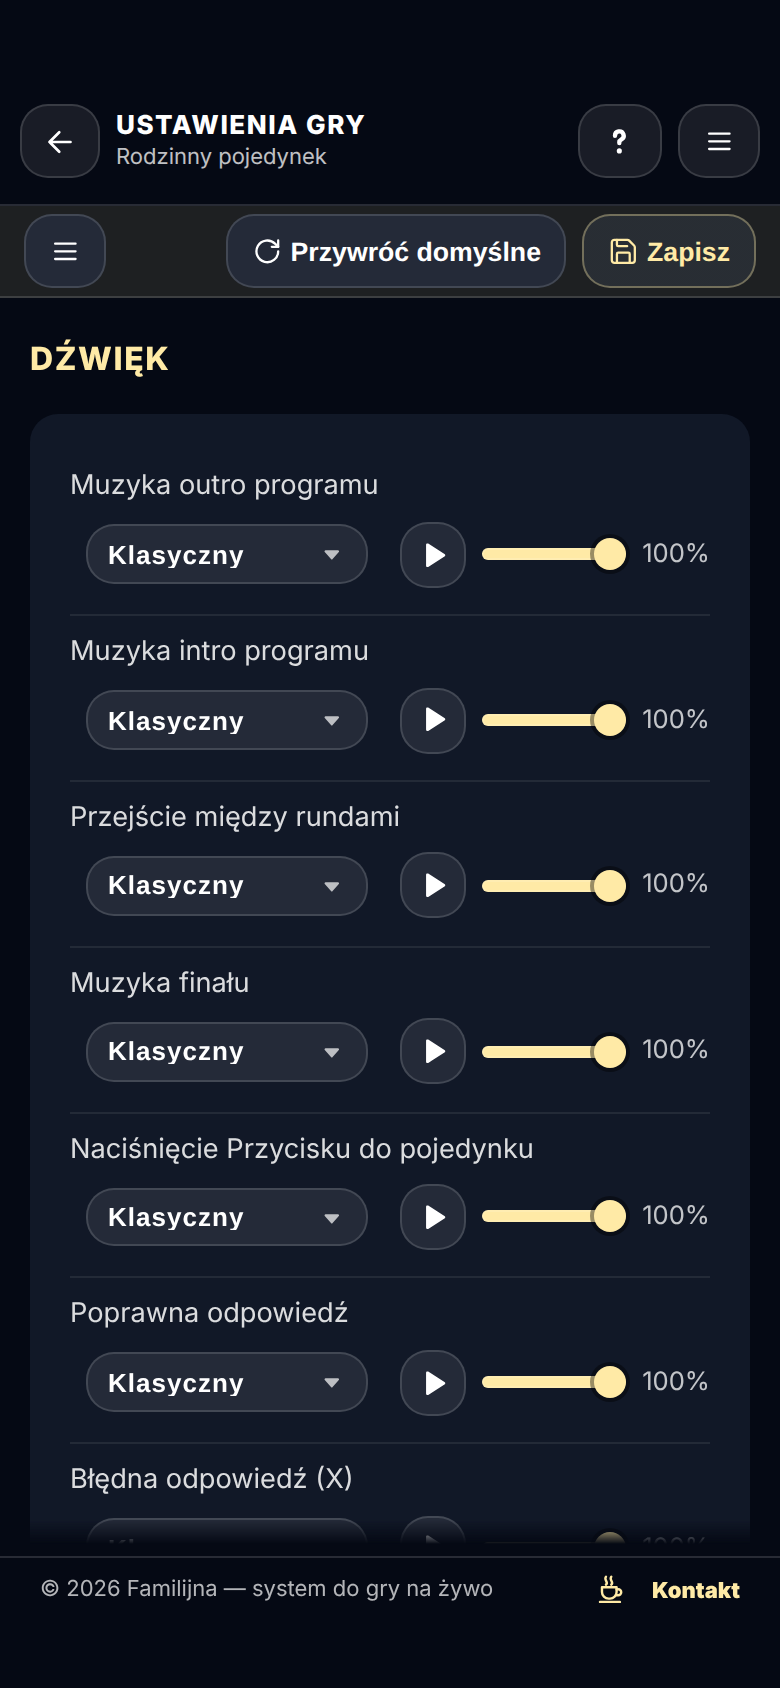 USTAWIENIA GRY
Rodzinny pojedynek
?
Przywróć domyślne
Zapisz
DŹWIĘK
Muzyka outro programu
Klasyczny
100%
Muzyka intro programu
Klasyczny
100%
Przejście między rundami
Klasyczny
100%
Muzyka finału
Klasyczny
100%
Naciśnięcie Przycisku do pojedynku
Klasyczny
100%
Poprawna odpowiedź
Klasyczny
100%
Błędna odpowiedź (X)
© 2026 Familijna — system do gry na żywo
Kontakt